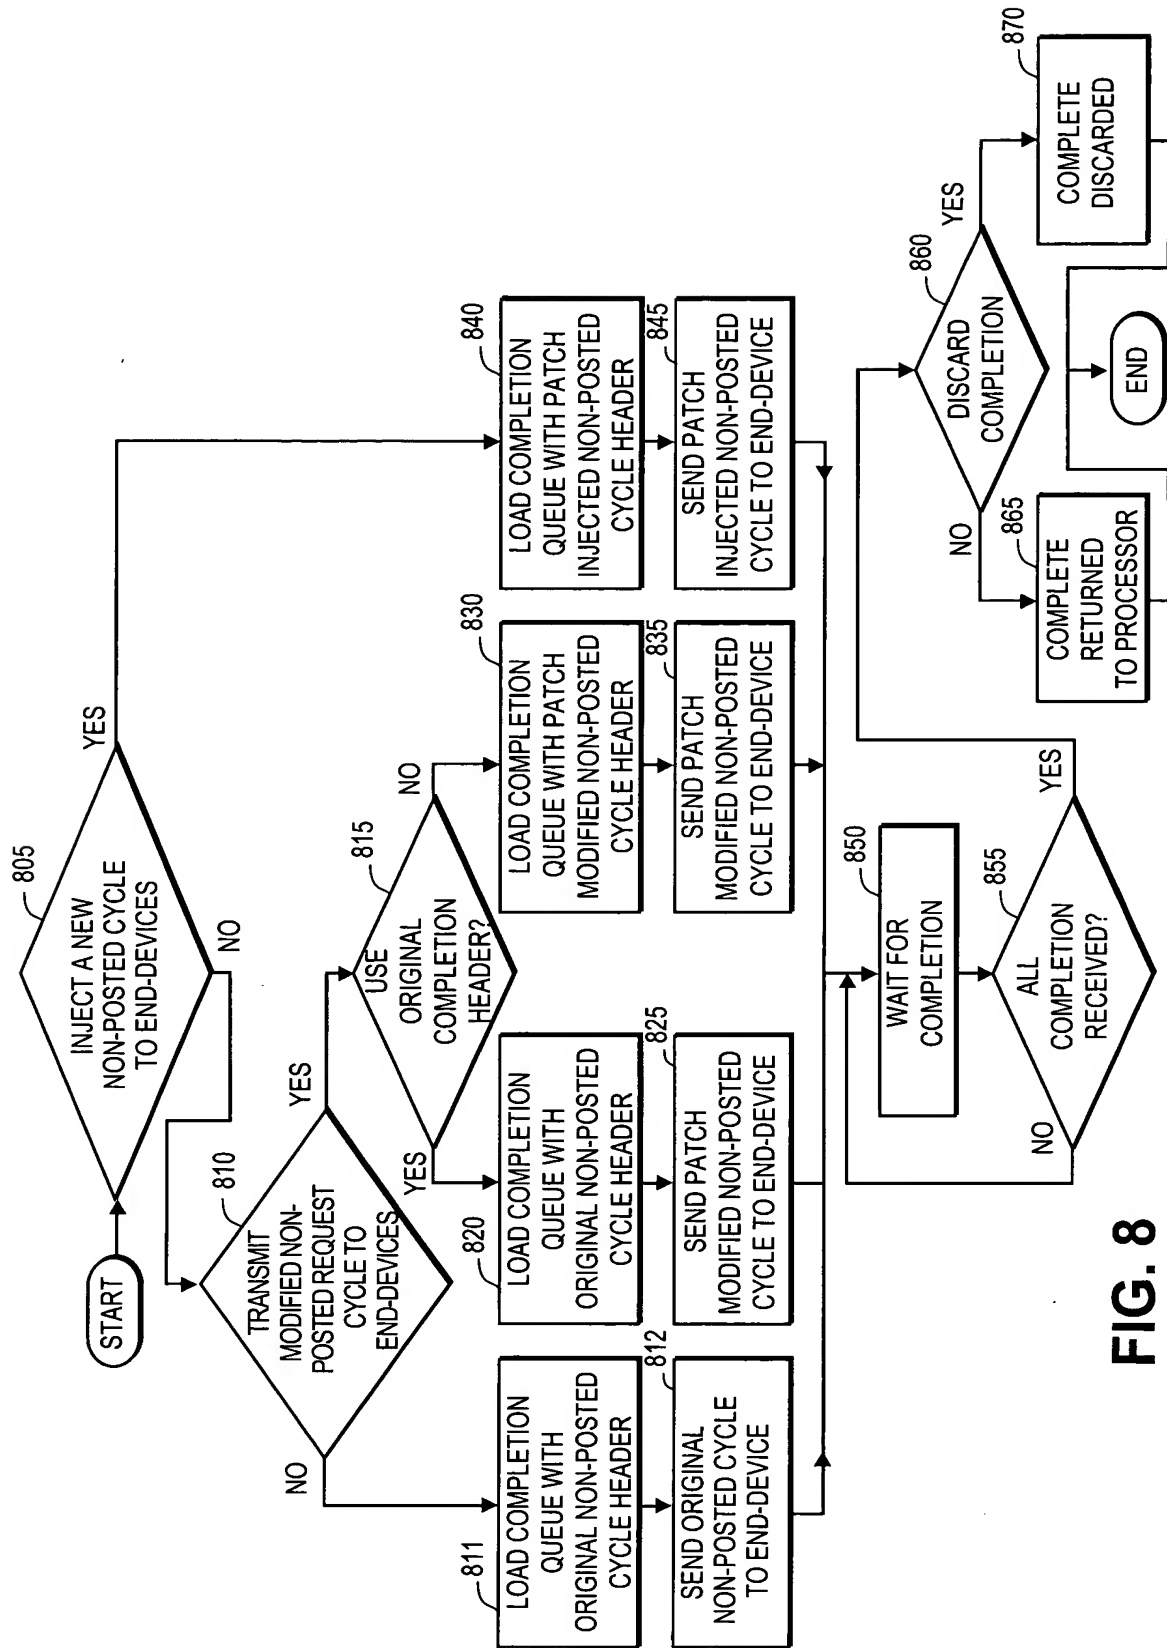 START
805
INJECT A NEW
NON-POSTED CYCLE
TO END-DEVICES
YES
NO
810
TRANSMIT
MODIFIED NON-
POSTED REQUEST
CYCLE TO
END-DEVICES
YES
NO
815
USE
ORIGINAL
COMPLETION
HEADER?
YES
NO
811
LOAD COMPLETION
QUEUE WITH
ORIGINAL NON-POSTED
CYCLE HEADER
812
SEND ORIGINAL
NON-POSTED CYCLE
TO END-DEVICE
820
LOAD COMPLETION
QUEUE WITH
ORIGINAL NON-POSTED
CYCLE HEADER
825
SEND PATCH
MODIFIED NON-POSTED
CYCLE TO END-DEVICE
830
LOAD COMPLETION
QUEUE WITH PATCH
MODIFIED NON-POSTED
CYCLE HEADER
835
SEND PATCH
MODIFIED NON-POSTED
CYCLE TO END-DEVICE
840
LOAD COMPLETION
QUEUE WITH PATCH
INJECTED NON-POSTED
CYCLE HEADER
845
SEND PATCH
INJECTED NON-POSTED
CYCLE TO END-DEVICE
850
WAIT FOR
COMPLETION
855
ALL
COMPLETION
RECEIVED?
NO
YES
860
DISCARD
COMPLETION
NO
YES
865
COMPLETE
RETURNED
TO PROCESSOR
870
COMPLETE
DISCARDED
END
FIG. 8